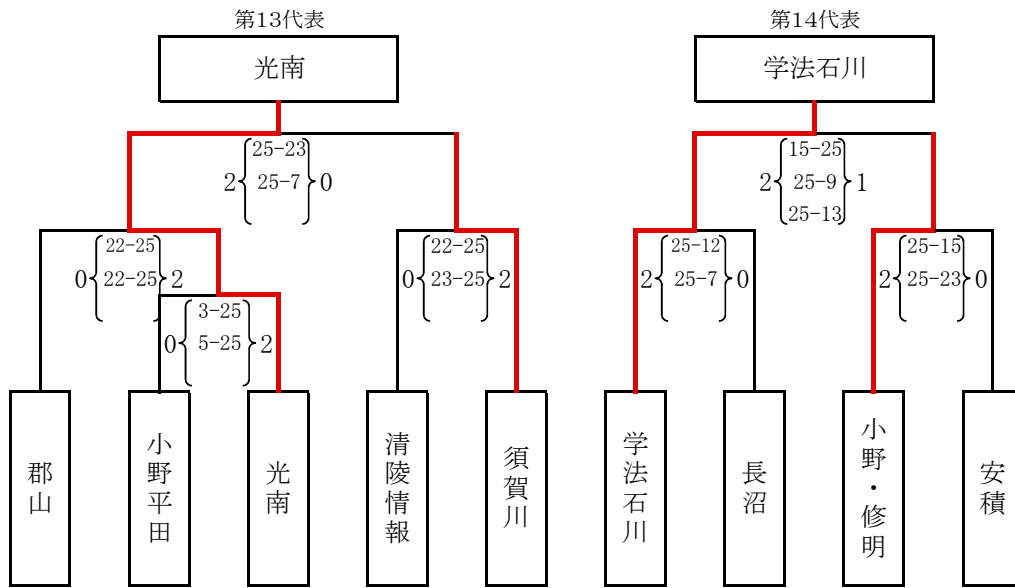 第13代表
第14代表
光南
学法石川
25-23
2 25-7 0
15-25
2 25-9 1
25-13
22-25
0 22-25 2
22-25
0 23-25 2
25-12
2 25-7 0
25-15
2 25-23 0
3-25
0 5-25 2
郡山
小野平田
光南
清陵情報
須賀川
学法石川
長沼
小野・修明
安積